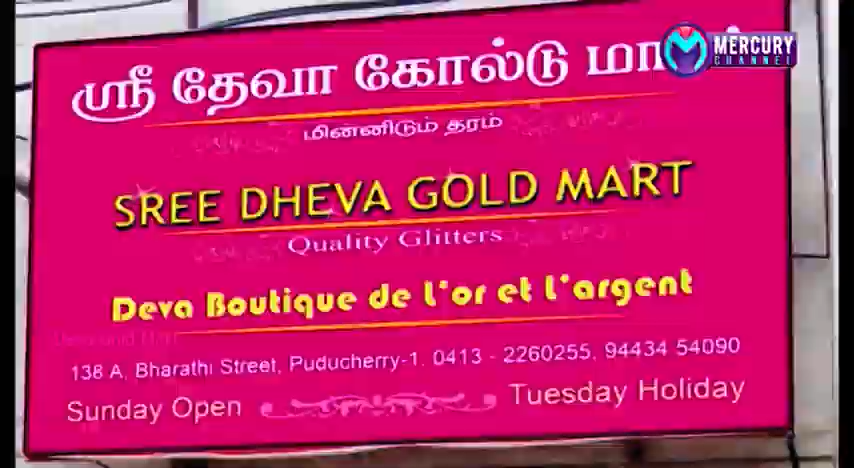 ஸ்ரீ தேவா கோல்டு
MERCURY
CHANNEL
மின்னிடும் தரம்
SREE DHEVA GOLD MART
Quality Glitters
Deva Boutique de L'or et L'argent
138 A, Bharathi Street, Puducherry-1, 0413 - 2260255, 94434 54090
Sunday Open
Tuesday Holiday